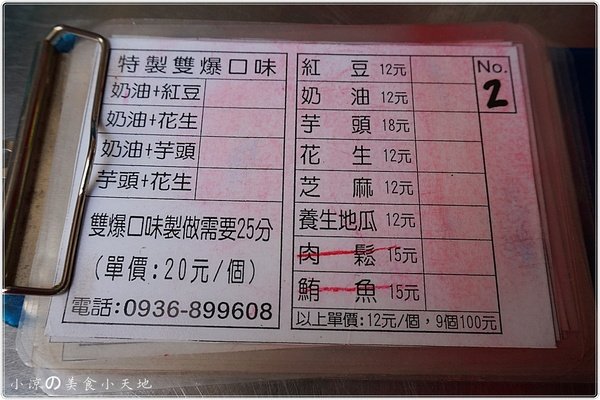 特製雙爆口味
奶油+紅豆
奶油+花生
奶油+芋頭
芋頭+花生
雙爆口味製做需要25分
(單價:20元/個)
電話:0936-899608
紅豆 12元
奶油 12元
芋頭 18元
花生 12元
芝麻 12元
養生地瓜 12元
肉鬆 15元
鮪魚 15元
以上單價:12元/個,9個100元
No.
2
小涼の美食小天地